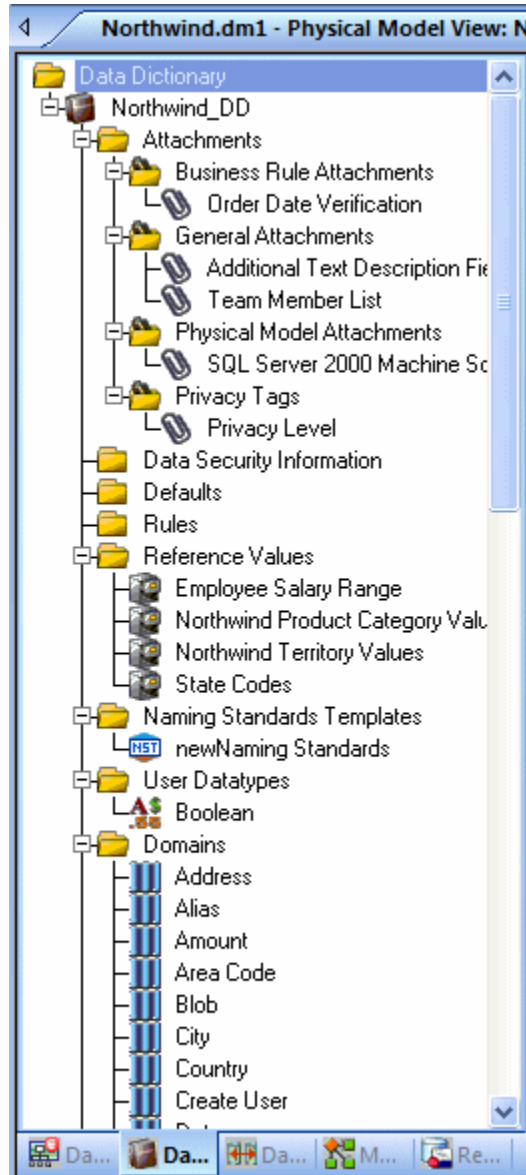 Northwind.dm1 - Physical Model View: N
Data Dictionary
Northwind_DD
Attachments
Business Rule Attachments
Order Date Verification
General Attachments
Additional Text Description Fie
Team Member List
Physical Model Attachments
SQL Server 2000 Machine Sc
Privacy Tags
Privacy Level
Data Security Information
Defaults
Rules
Reference Values
Employee Salary Range
Northwind Product Category Valu
Northwind Territory Values
State Codes
Naming Standards Templates
NST newNaming Standards
User Datatypes
Boolean
Domains
Address
Alias
Amount
Area Code
Blob
City
Country
Create User
Da... Da... Da... M... Re...